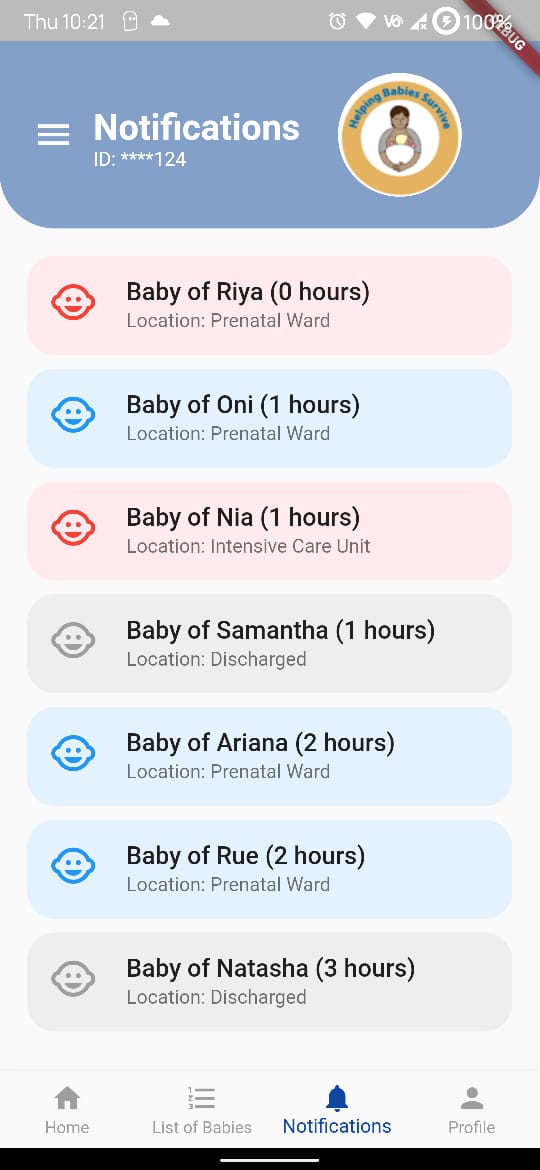 Thu 10:21
100%
DEBUG
Notifications
ID: ****124
Helping Babies Survive
Baby of Riya (0 hours)
Location: Prenatal Ward
Baby of Oni (1 hours)
Location: Prenatal Ward
Baby of Nia (1 hours)
Location: Intensive Care Unit
Baby of Samantha (1 hours)
Location: Discharged
Baby of Ariana (2 hours)
Location: Prenatal Ward
Baby of Rue (2 hours)
Location: Prenatal Ward
Baby of Natasha (3 hours)
Location: Discharged
1
2
3
Home
List of Babies
Notifications
Profile